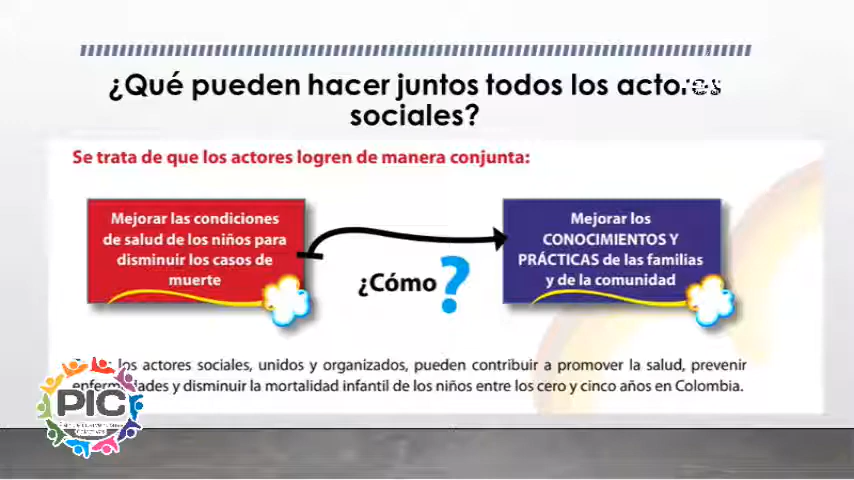 ¿Qué pueden hacer juntos todos los actores
sociales?
Se trata de que los actores logren de manera conjunta:
Mejorar las condiciones
de salud de los niños para
disminuir los casos de
muerte
¿Cómo?
Mejorar los
CONOCIMIENTOS Y
PRÁCTICAS de las familias
y de la comunidad
los actores sociales, unidos y organizados, pueden contribuir a promover la salud, prevenir
enfermedades y disminuir la mortalidad infantil de los niños entre los cero y cinco años en Colombia.
PIC